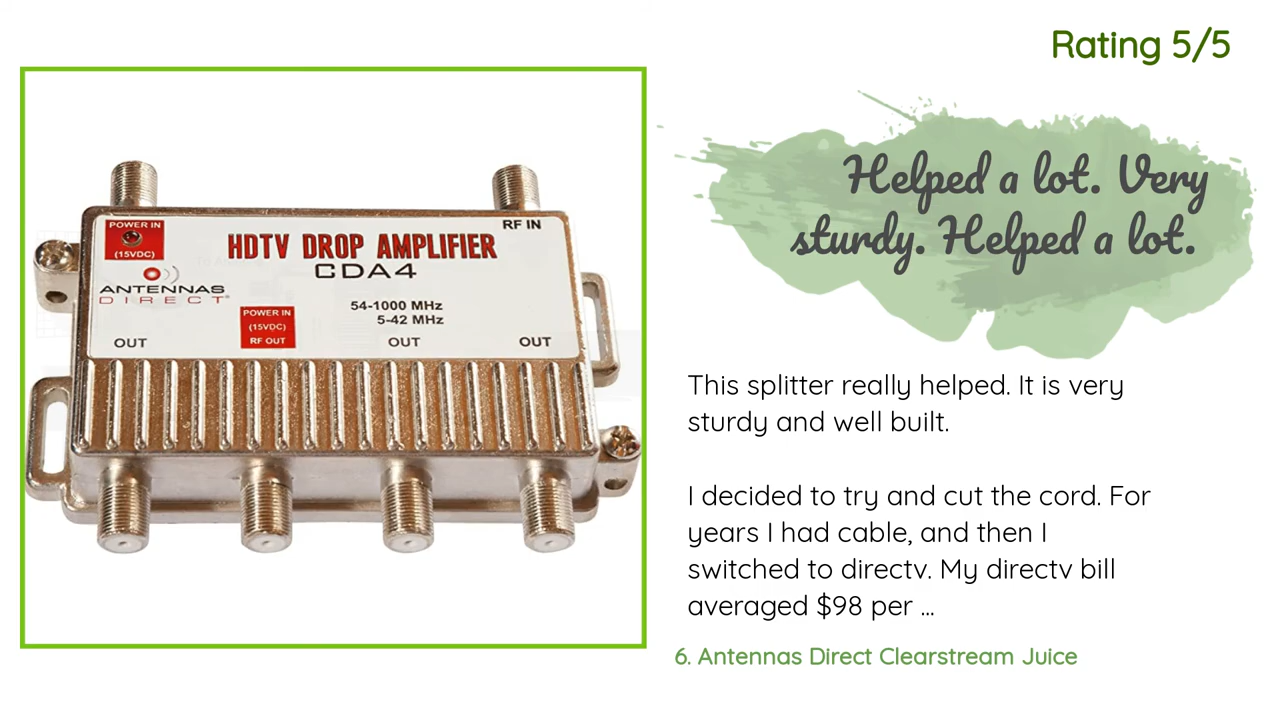 Rating 5/5
Helped a lot. Very
sturdy. Helped a lot.
POWER IN
(15VDC)
RF IN
HDTV DROP AMPLIFIER
CDA4
ANTENNAS
DIRECT
54-1000 MHz
5-42 MHz
POWER IN
(15VDC)
RF OUT
OUT
OUT
OUT
This splitter really helped. It is very
sturdy and well built.
I decided to try and cut the cord. For
years I had cable, and then I
switched to directv. My directv bill
averaged $98 per ...
6. Antennas Direct Clearstream Juice